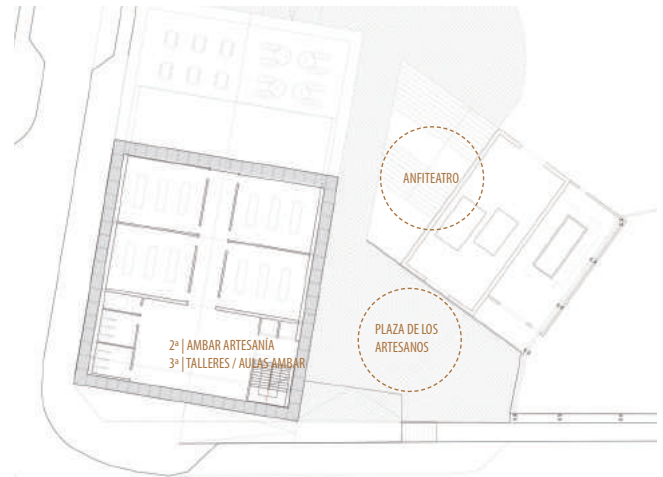 ANFITEATRO
PLAZA DE LOS
ARTESANOS
2ª | AMBAR ARTESANÍA
3ª | TALLERES / AULAS AMBAR